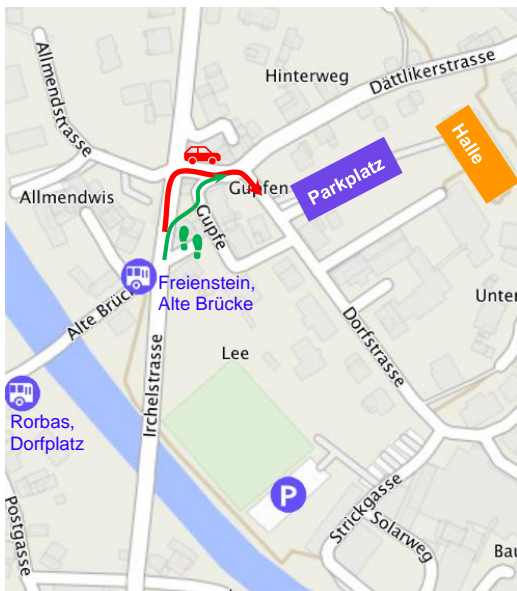 Allmendstrasse
Hinterweg
Dättlikerstrasse
Halle
Parkplatz
Gupfen
Allmendwis
Gupfe
Freienstein,
Alte Brücke
Alte Brück
Unter
Lee
Dorfstrasse
Irchelstrasse
Rorbas,
Dorfplatz
P
Strickgasse
Solarweg
Postgasse
Bau